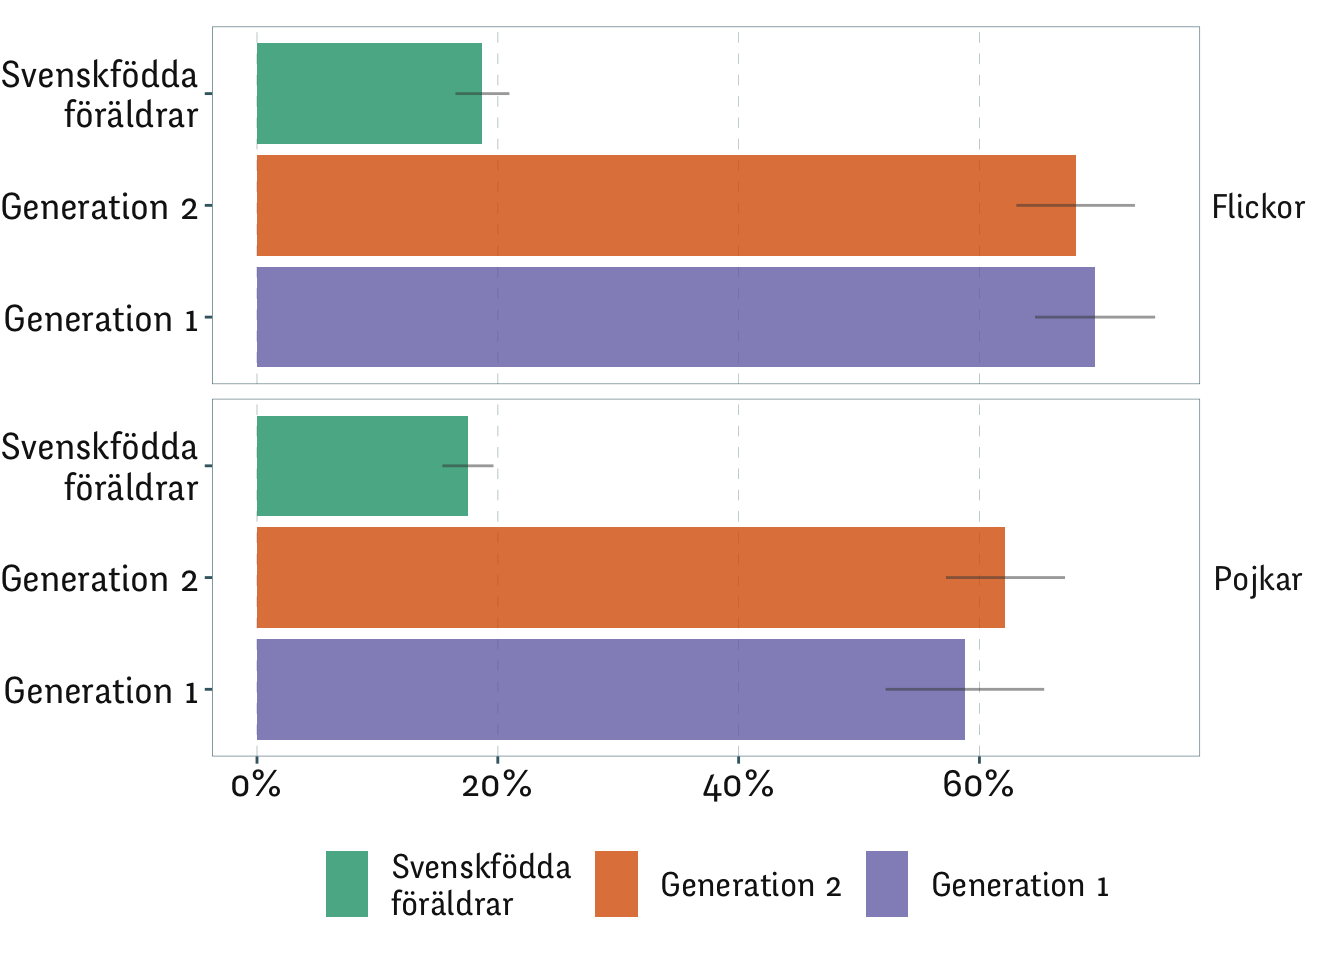 Svenskfödda
föräldrar
Generation 2
Generation 1
Flickor
Svenskfödda
föräldrar
Generation 2
Generation 1
Pojkar
0%
20%
40%
60%
Svenskfödda
föräldrar
Generation 2
Generation 1